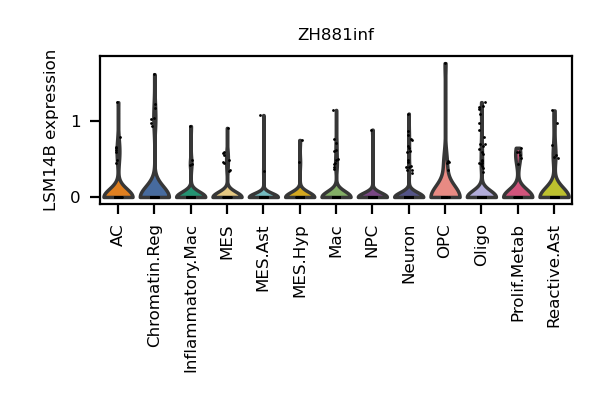 ZH881inf
LSM14B expression
1
0
AC
Chromatin.Reg
Inflammatory.Mac
MES
MES.Ast
MES.Hyp
Mac
NPC
Neuron
OPC
Oligo
Prolif.Metab
Reactive.Ast